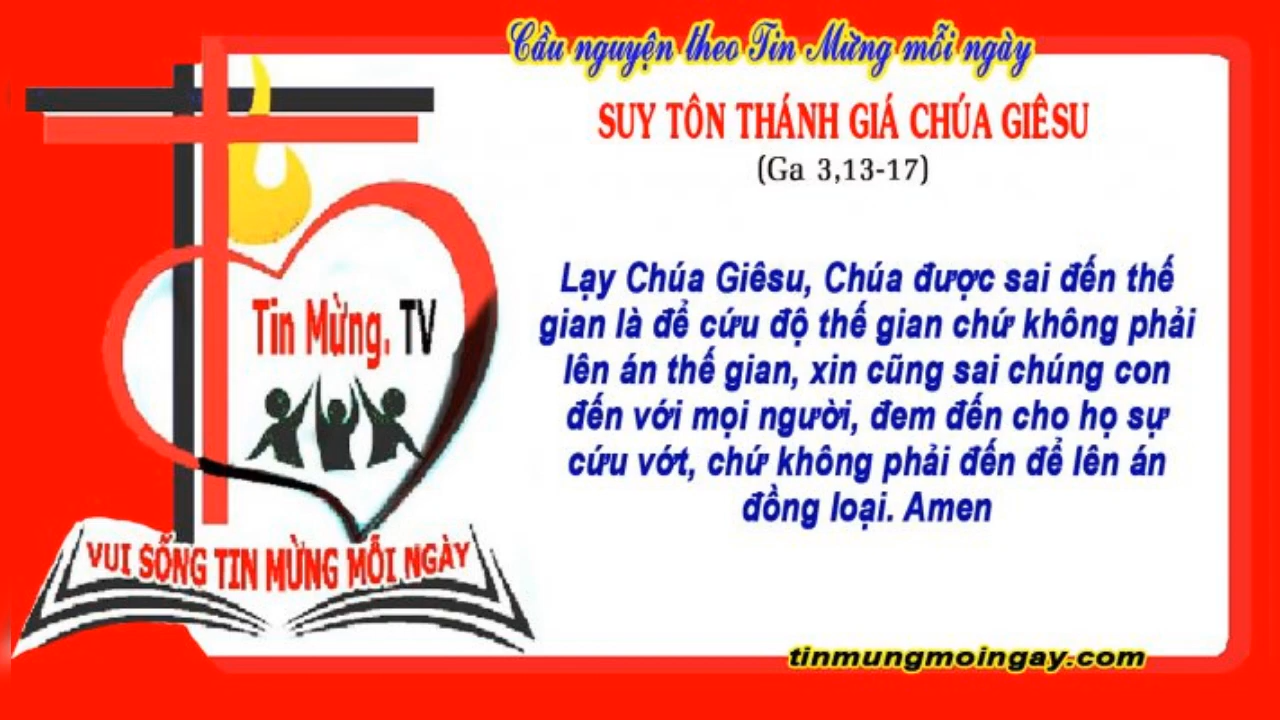 Cầu nguyện theo Tin Mừng mỗi ngày
SUY TÔN THÁNH GIÁ CHÚA GIÊSU
(Ga 3,13-17)
Lạy Chúa Giêsu, Chúa được sai đến thế
gian là để cứu độ thế gian chứ không phải
lên án thế gian, xin cũng sai chúng con
đến với mọi người, đem đến cho họ sự
cứu vớt, chứ không phải đến để lên án
đồng loại. Amen
Tin Mừng. TV
VUI SỐNG TIN MỪNG MỖI NGÀY
tinmungmoingay.com